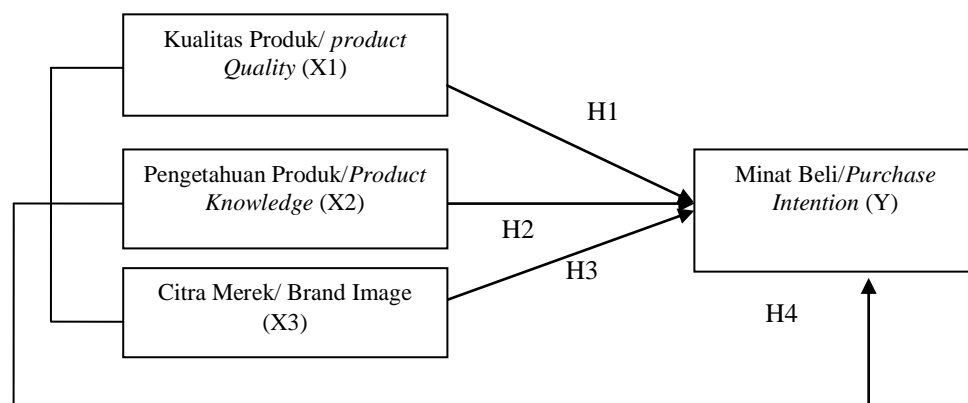 Kualitas Produk/ product
Quality (X1)
H1
Pengetahuan Produk/Product
Knowledge (X2)
Minat Beli/Purchase
Intention (Y)
H2
H3
Citra Merek/ Brand Image
(X3)
H4